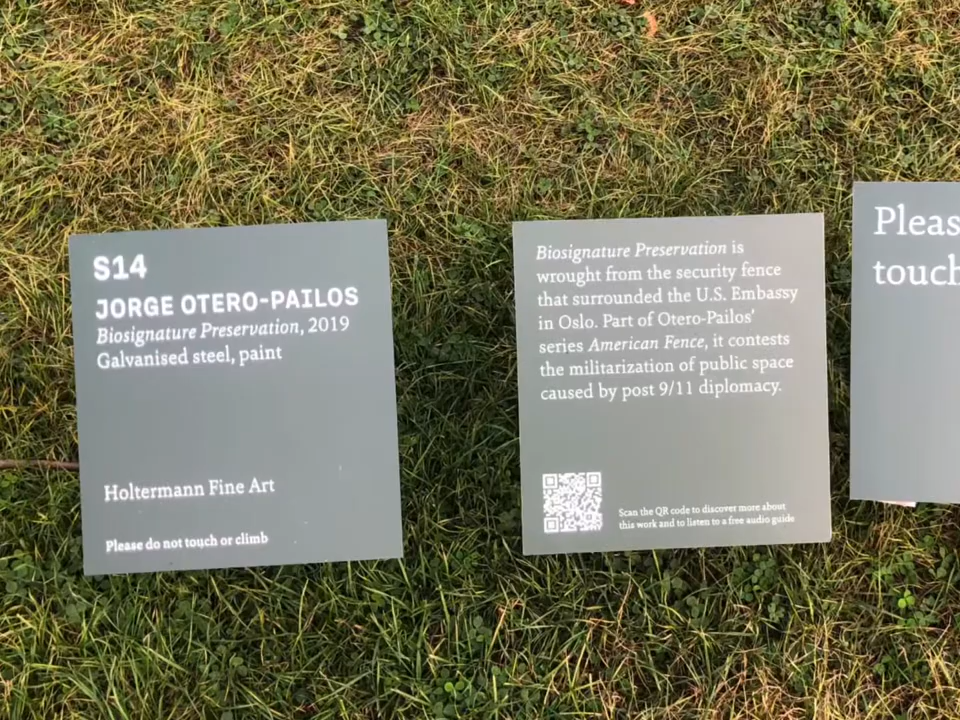 S14
JORGE OTERO-PAILOS
Biosignature Preservation, 2019
Galvanised steel, paint
Holtermann Fine Art
Please do not touch or climb
Biosignature Preservation is
wrought from the security fence
that surrounded the U.S. Embassy
in Oslo. Part of Otero-Pailos'
series American Fence, it contests
the militarization of public space
caused by post 9/11 diplomacy.
Scan the QR code to discover more about
this work and to listen to a free audio guide
Pleas
touch